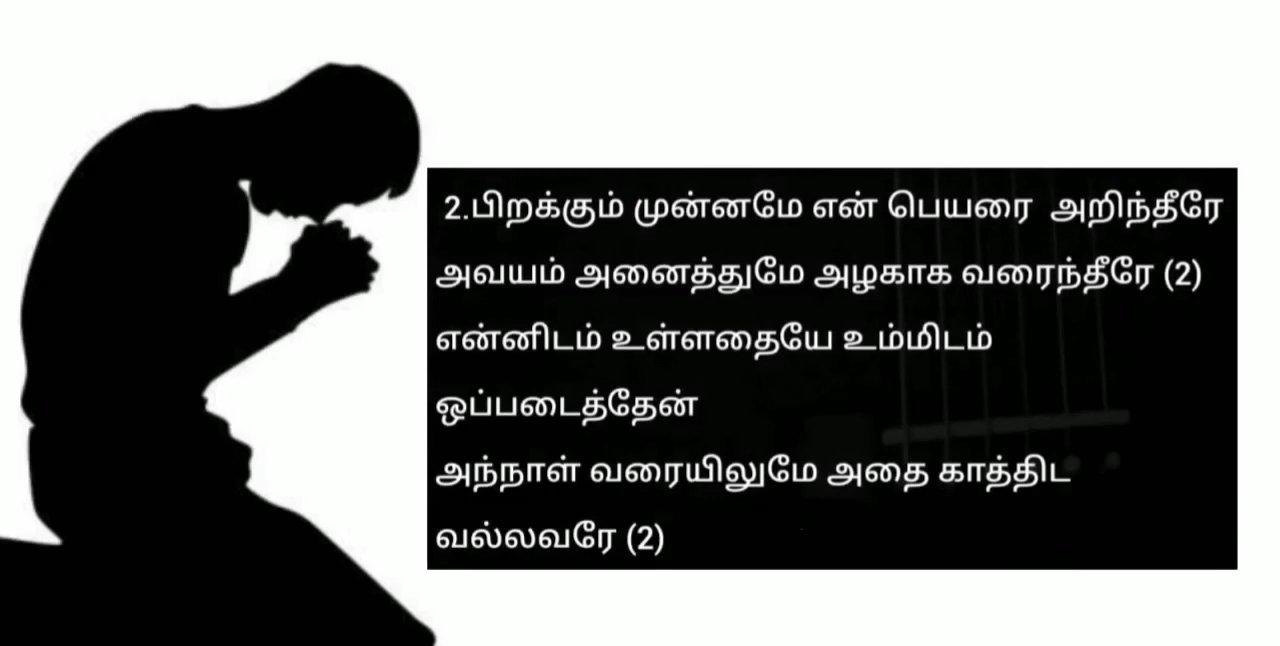 2.பிறக்கும் முன்னமே என் பெயரை அறிந்தீரே
அவயம் அனைத்துமே அழகாக வரைந்தீரே (2)
என்னிடம் உள்ளதையே உம்மிடம்
ஒப்படைத்தேன்
அந்நாள் வரையிலுமே அதை காத்திட
வல்லவரே (2)